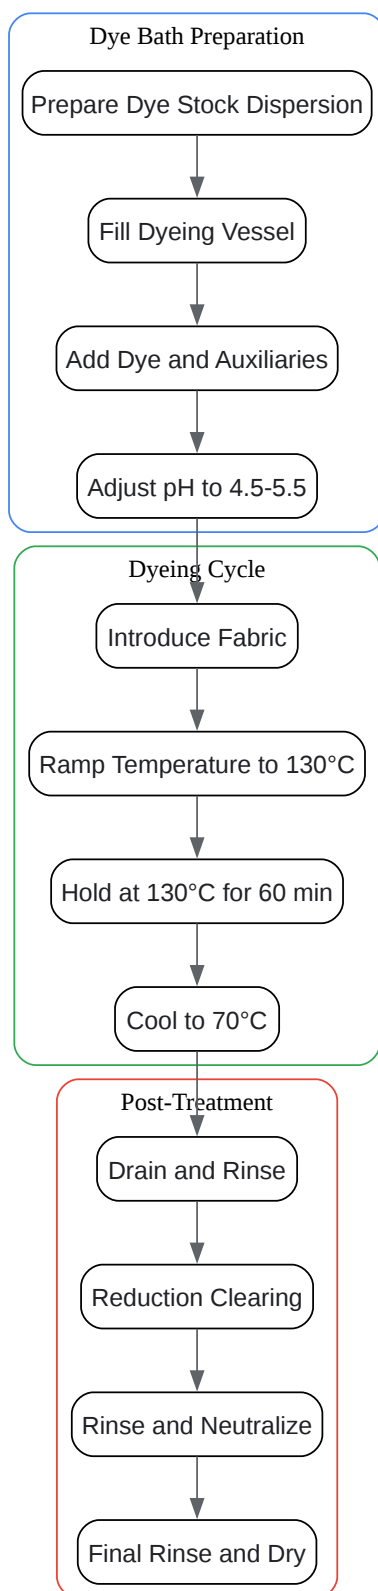 Dye Bath Preparation
Prepare Dye Stock Dispersion
Fill Dyeing Vessel
Add Dye and Auxiliaries
Adjust pH to 4.5-5.5
Dyeing Cycle
Introduce Fabric
Ramp Temperature to 130°C
Hold at 130°C for 60 min
Cool to 70°C
Post-Treatment
Drain and Rinse
Reduction Clearing
Rinse and Neutralize
Final Rinse and Dry